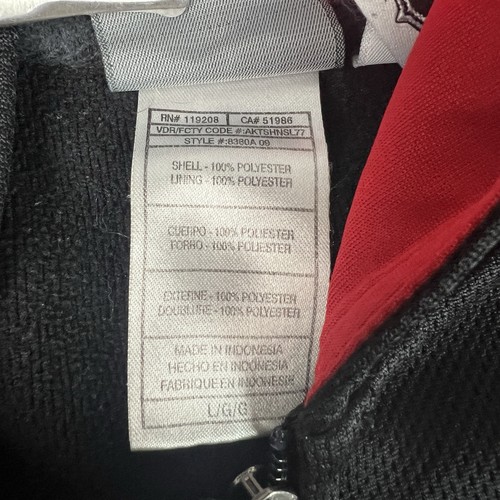 RN# 119208 CA# 51986
VDR/FCTY CODE #:AKTSHNSL77
STYLE #:8380A 09
SHELL - 100% POLYESTER
LINING - 100% POLYESTER
CUERPO - 100% POLIESTER
FORRO - 100% POLIESTER
EXTERNE - 100% POLYESTER
DOUBLURE - 100% POLYESTER
MADE IN INDONESIA
HECHO EN INDONESIA
FABRIQUE EN INDONESIE
L/G/G